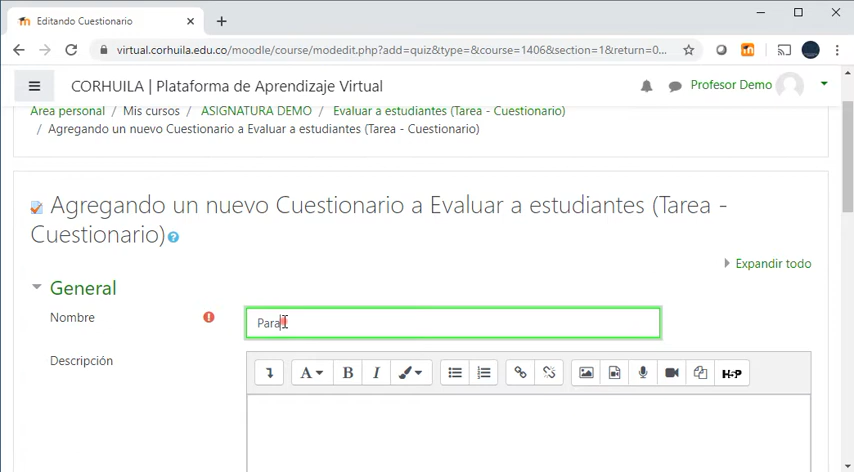 Editando Cuestionario
virtual.corhuila.edu.co/moodle/course/modedit.php?add=quiz&type=&course=1406&section=1&return=0...
CORHUILA | Plataforma de Aprendizaje Virtual
Profesor Demo
Área personal / Mis cursos / ASIGNATURA DEMO / Evaluar a estudiantes (Tarea - Cuestionario)
/ Agregando un nuevo Cuestionario a Evaluar a estudiantes (Tarea - Cuestionario)
Agregando un nuevo Cuestionario a Evaluar a estudiantes (Tarea -
Cuestionario)
Expandir todo
General
Nombre
Para
Descripción
A B I H-P